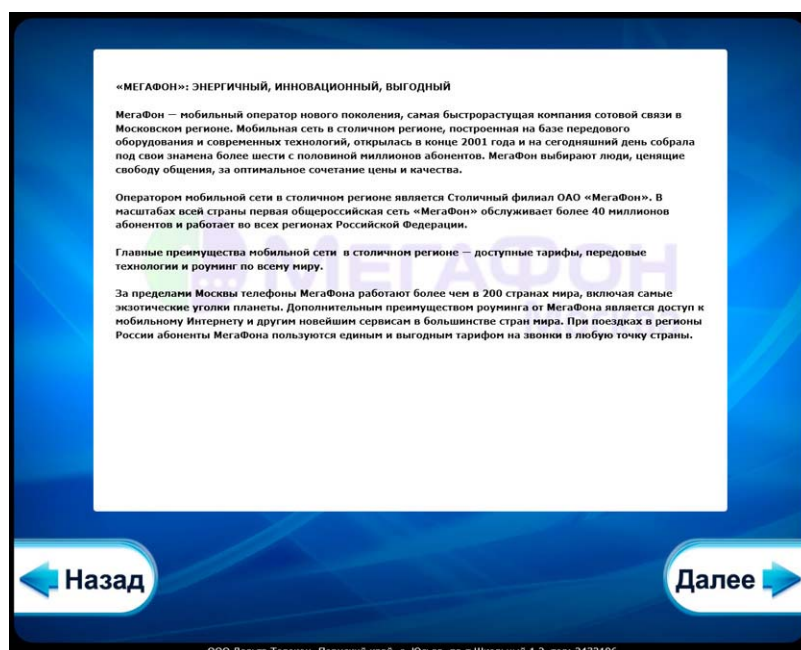 «МЕГАФОН»: ЭНЕРГИЧНЫЙ, ИННОВАЦИОННЫЙ, ВЫГОДНЫЙ
МегаФон — мобильный оператор нового поколения, самая быстрорастущая компания сотовой связи в
Московском регионе. Мобильная сеть в столичном регионе, построенная на базе передового
оборудования и современных технологий, открылась в конце 2001 года и на сегодняшний день собрала
под свои знамена более шести с половиной миллионов абонентов. МегаФон выбирают люди, ценящие
свободу общения, за оптимальное сочетание цены и качества.
Оператором мобильной сети в столичном регионе является Столичный филиал ОАО «МегаФон». В
масштабах всей страны первая общероссийская сеть «МегаФон» обслуживает более 40 миллионов
абонентов и работает во всех регионах Российской Федерации.
Главные преимущества мобильной сети в столичном регионе — доступные тарифы, передовые
технологии и роуминг по всему миру.
МЕГАФОН
За пределами Москвы телефоны МегаФона работают более чем в 200 странах мира, включая самые
экзотические уголки планеты. Дополнительным преимуществом роуминга от МегаФона является доступ к
мобильному Интернету и другим новейшим сервисам в большинстве стран мира. При поездках в регионы
России абоненты МегаФона пользуются единым и выгодным тарифом на звонки в любую точку страны.
Назад
Далее